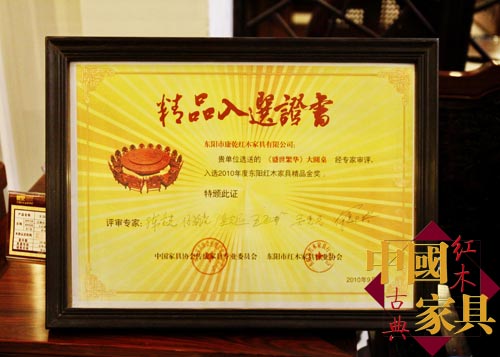 精品入選證書
东阳市康乾红木家具有限公司:
贵单位选送的《盛世繁华》大圆桌 经专家审评,
入选2010年度东阳红木家具精品金奖。
特颁此证
评审专家:
中国家具协会传统家具专业委员会 东阳市红木家具行业协会
2010年9月
中國红木
古典家具